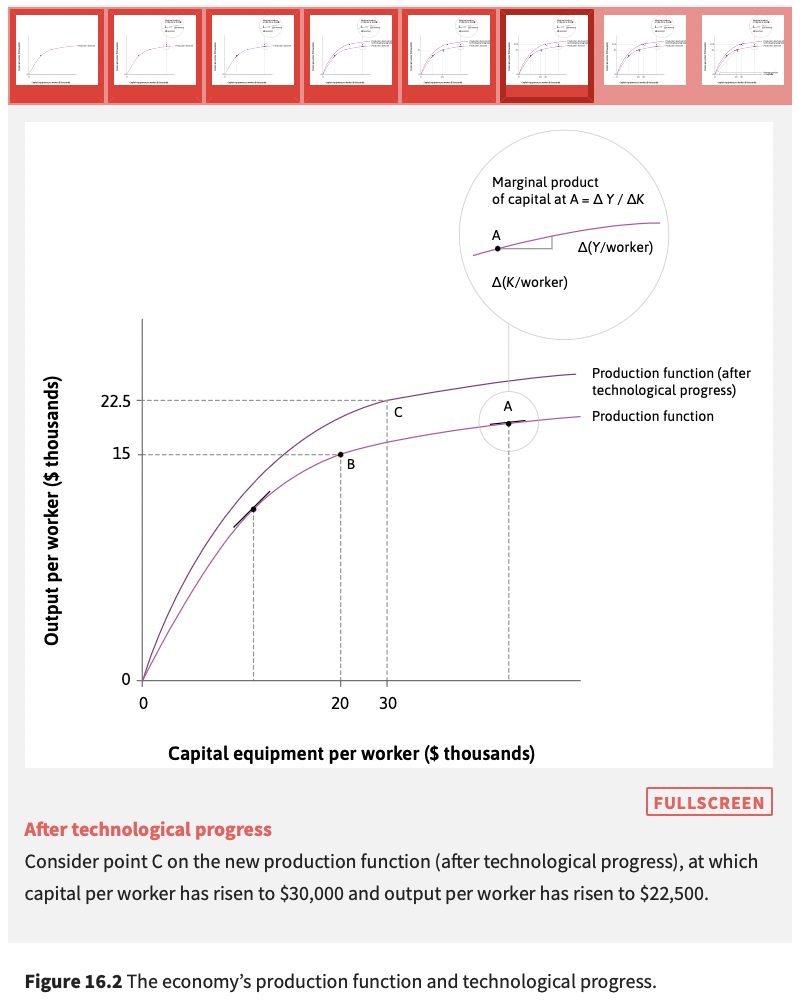 Marginal product
of capital at A = Δ Y / ΔK
A
Δ(Y/worker)
Δ(K/worker)
Output per worker ($ thousands)
22.5
15
0
C
B
A
Production function (after
technological progress)
Production function
0
20
30
Capital equipment per worker ($ thousands)
FULLSCREEN
After technological progress
Consider point C on the new production function (after technological progress), at which
capital per worker has risen to $30,000 and output per worker has risen to $22,500.
Figure 16.2 The economy’s production function and technological progress.